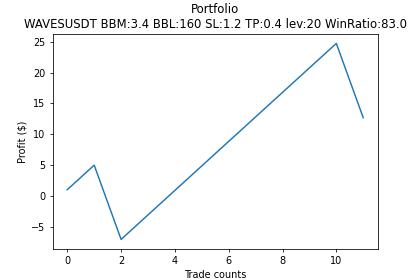 Portfolio
WAVESUSDT BBM:3.4 BBL:160 SL:1.2 TP:0.4 lev:20 WinRatio:83.0
25
20
15
10
5
0
−5
Profit ($)
0 2 4 6 8 10
Trade counts